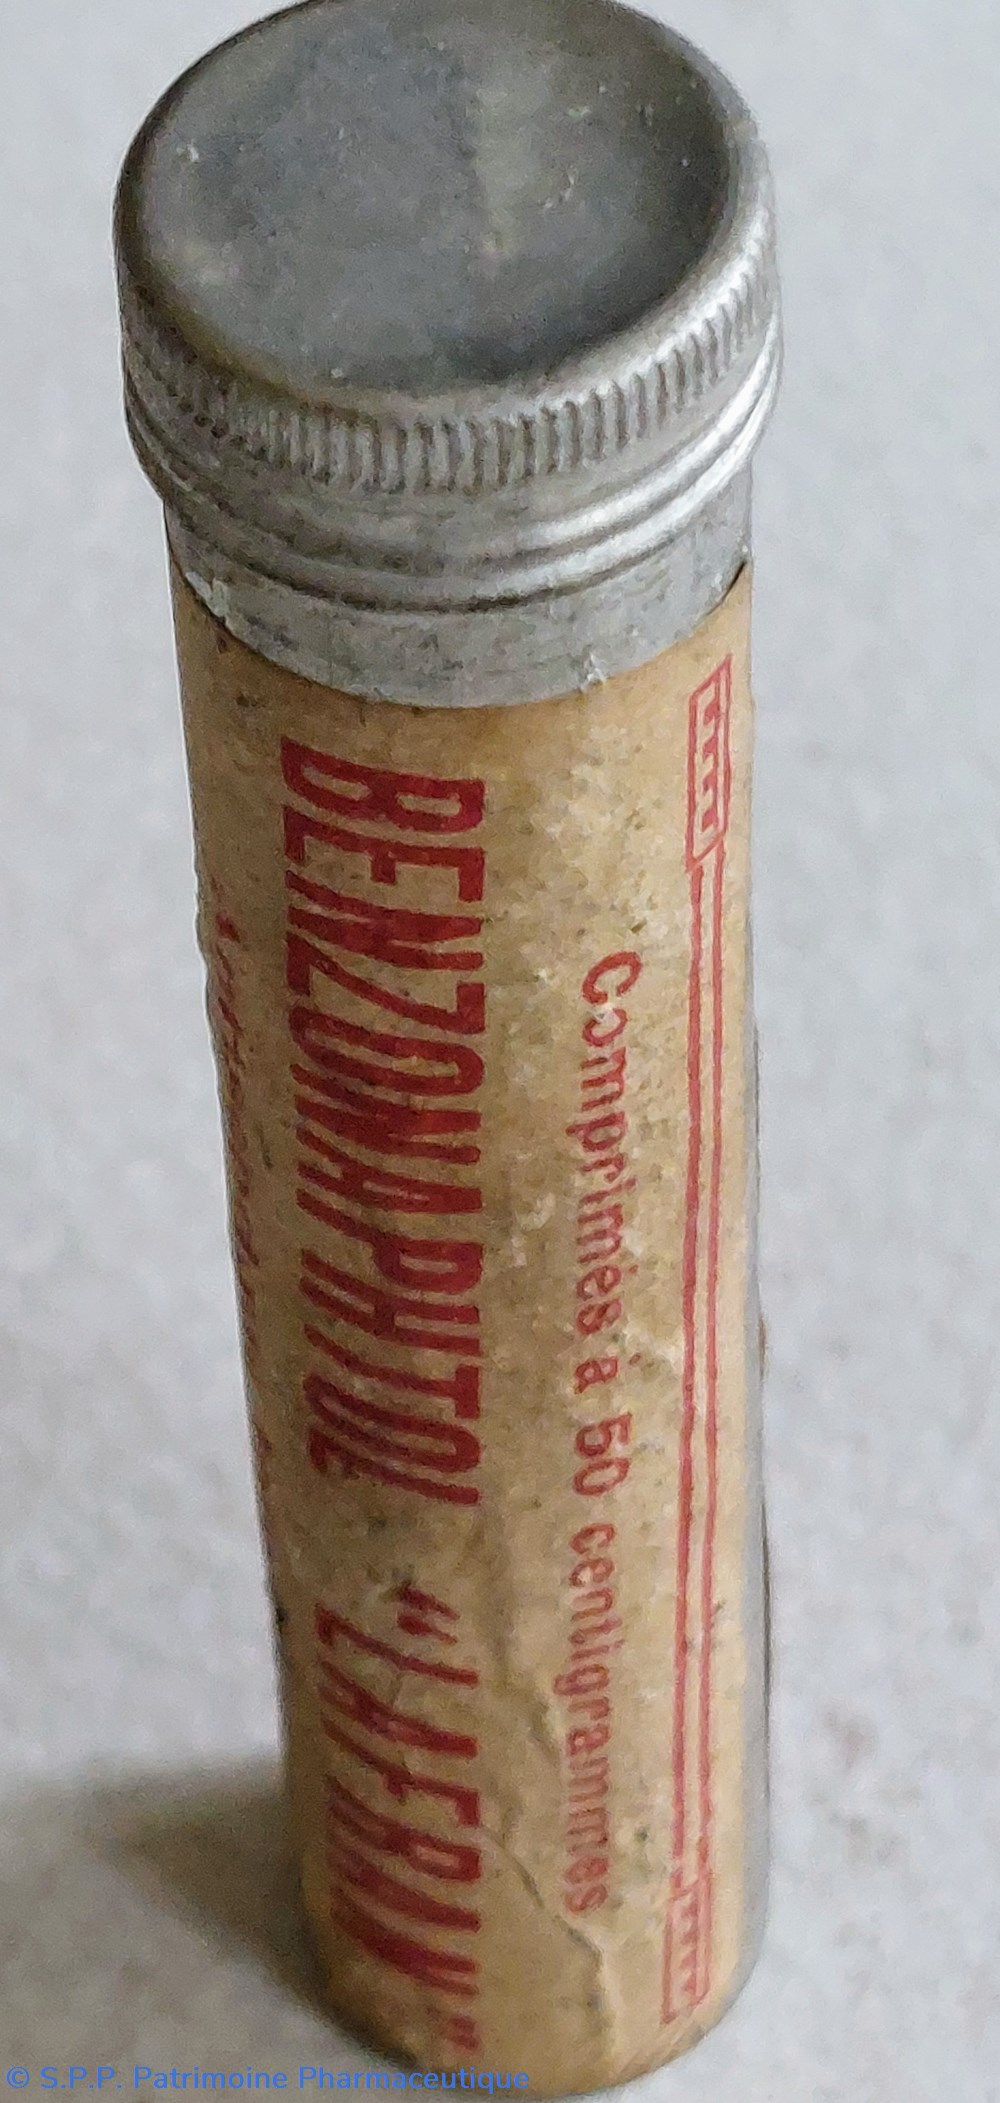 Comprimés à 50 centigrammes
BENZONAPHTOL "LAFRAN"
© S.P.P. Patrimoine Pharmaceutique